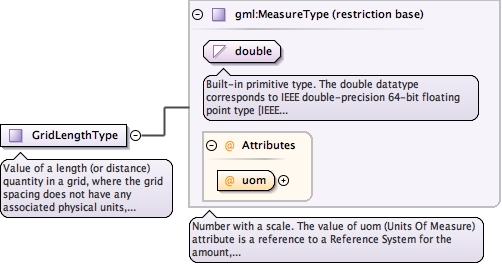 gml:MeasureType (restriction base)
double
Built-in primitive type. The double datatype
corresponds to IEEE double-precision 64-bit floating
point type [IEEE...
GridLengthType
Value of a length (or distance)
quantity in a grid, where the grid
spacing does not have any
associated physical units,...
@ Attributes
@ uom
Number with a scale. The value of uom (Units Of Measure)
attribute is a reference to a Reference System for the
amount,...